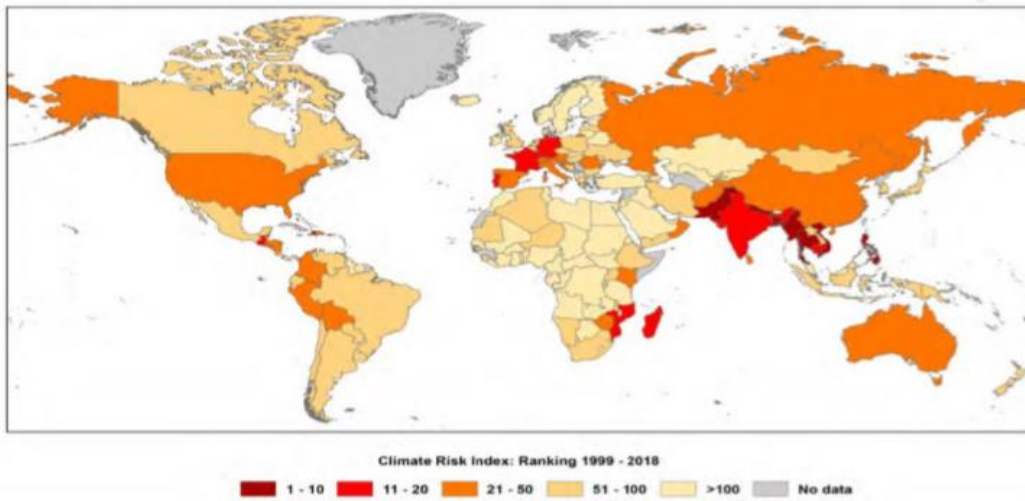 Climate Risk Index: Ranking 1999 - 2018
1 - 10 11 - 20 21 - 50 51 - 100 >100 No data